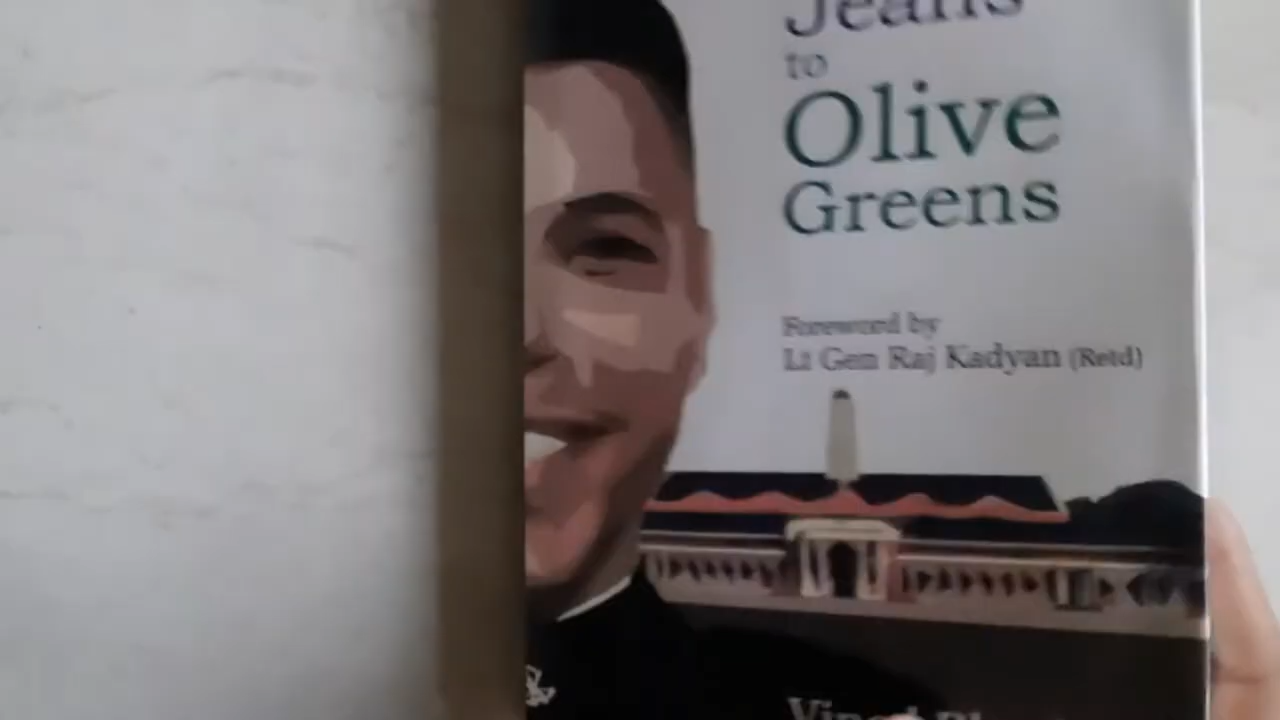 Jeans
to
Olive
Greens
Foreword by
Lt Gen Raj Kadyan (Retd)